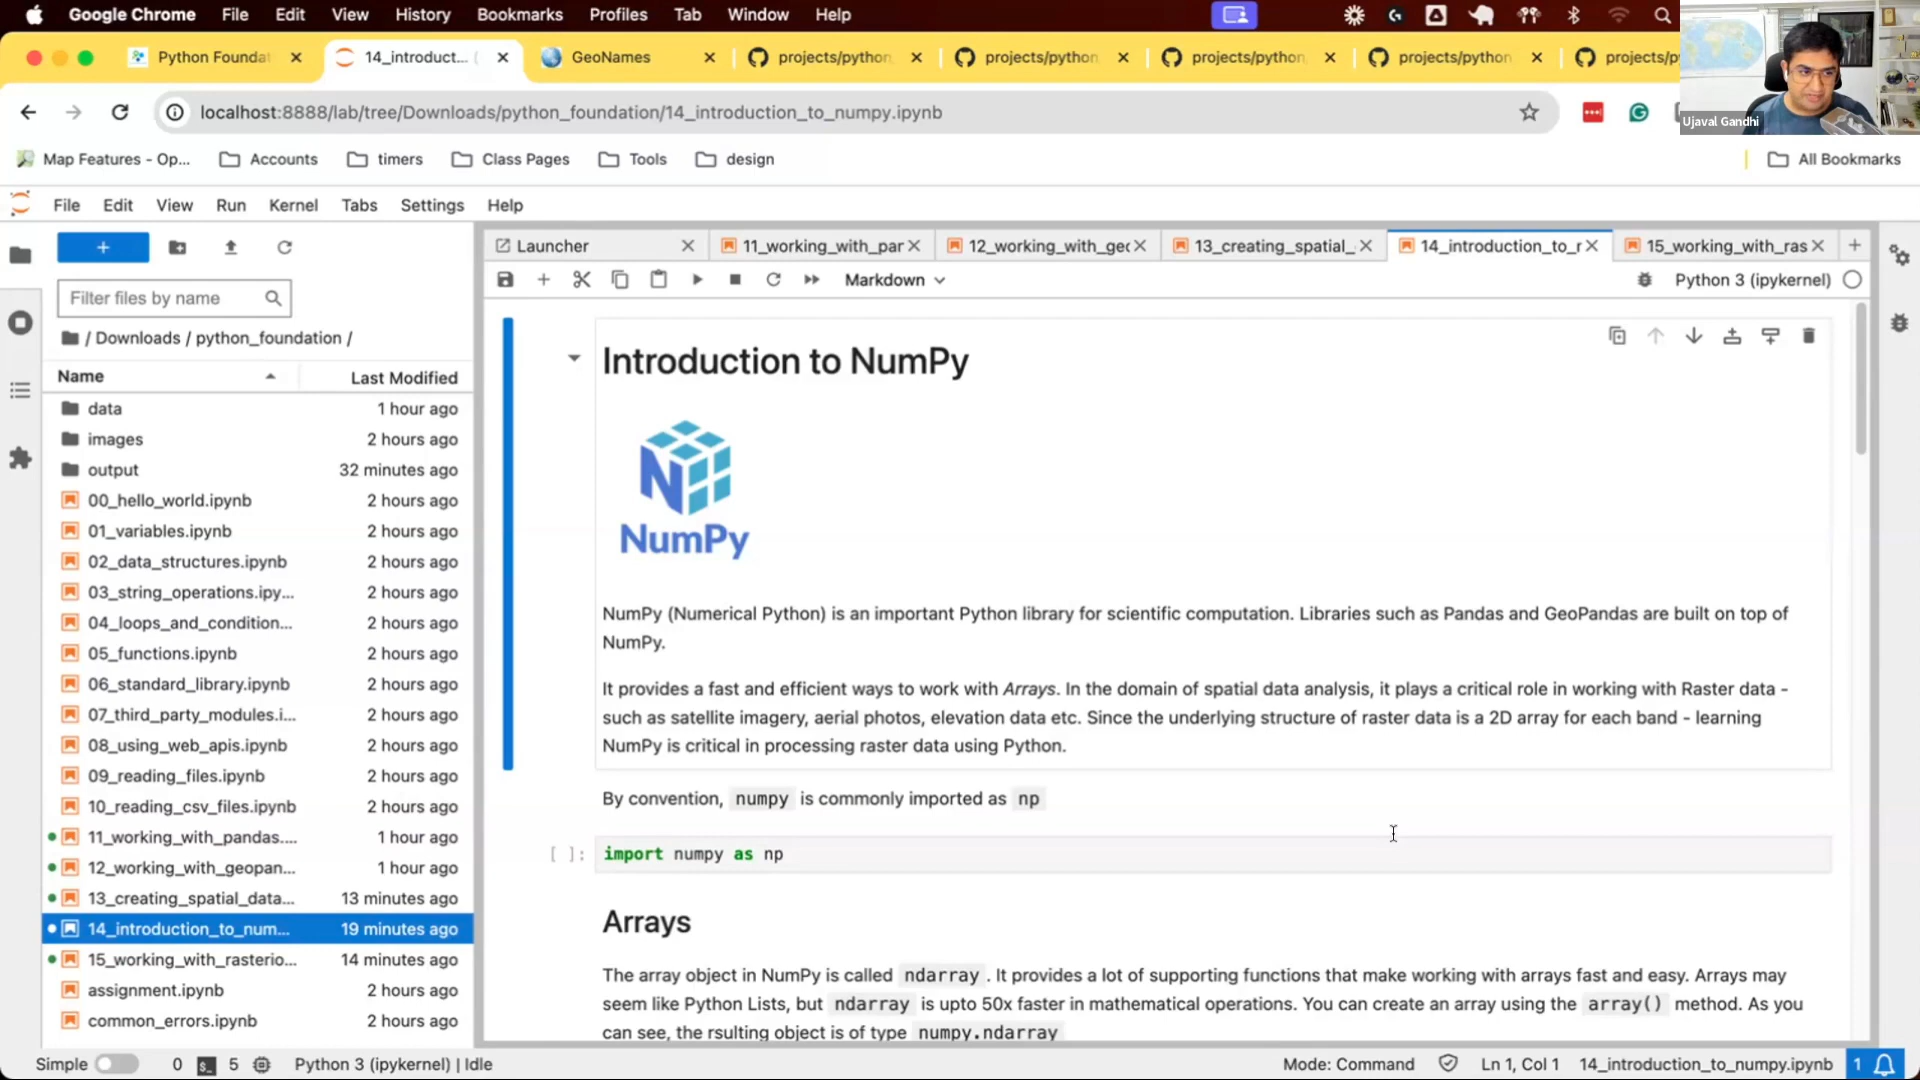 Google Chrome File Edit View History Bookmarks Profiles Tab Window Help
Python Founda 14_introduct... ( GeoNames projects/python_ projects/python_ projects/python_ projects/python projects/py
localhost:8888/lab/tree/Downloads/python_foundation/14_introduction_to_numpy.ipynb
Ujaval Gandhi
Map Features - Op... Accounts timers Class Pages Tools design All Bookmarks
File Edit View Run Kernel Tabs Settings Help
Launcher 11_working_with_par 12_working_with_geo 13_creating_spatial_ 14_introduction_to_r 15_working_with_ras
Markdown Python 3 (ipykernel)
Filter files by name
/ Downloads / python_foundation /
Name Last Modified
data 1 hour ago
images 2 hours ago
output 32 minutes ago
00_hello_world.ipynb 2 hours ago
01_variables.ipynb 2 hours ago
02_data_structures.ipynb 2 hours ago
03_string_operations.ipy... 2 hours ago
04_loops_and_condition... 2 hours ago
05_functions.ipynb 2 hours ago
06_standard_library.ipynb 2 hours ago
07_third_party_modules.i... 2 hours ago
08_using_web_apis.ipynb 2 hours ago
09_reading_files.ipynb 2 hours ago
10_reading_csv_files.ipynb 2 hours ago
11_working_with_pandas.... 1 hour ago
12_working_with_geopan... 1 hour ago
13_creating_spatial_data... 13 minutes ago
14_introduction_to_num... 19 minutes ago
15_working_with_rasterio... 14 minutes ago
assignment.ipynb 2 hours ago
common_errors.ipynb 2 hours ago
Introduction to NumPy
NumPy
NumPy (Numerical Python) is an important Python library for scientific computation. Libraries such as Pandas and GeoPandas are built on top of
NumPy.
It provides a fast and efficient ways to work with Arrays. In the domain of spatial data analysis, it plays a critical role in working with Raster data -
such as satellite imagery, aerial photos, elevation data etc. Since the underlying structure of raster data is a 2D array for each band - learning
NumPy is critical in processing raster data using Python.
By convention, numpy is commonly imported as np
[ ]: import numpy as np
Arrays
The array object in NumPy is called ndarray . It provides a lot of supporting functions that make working with arrays fast and easy. Arrays may
seem like Python Lists, but ndarray is upto 50x faster in mathematical operations. You can create an array using the array() method. As you
can see, the rsulting object is of type numpy.ndarray
Simple 0 5 Python 3 (ipykernel) | Idle Mode: Command Ln 1, Col 1 14_introduction_to_numpy.ipynb 1